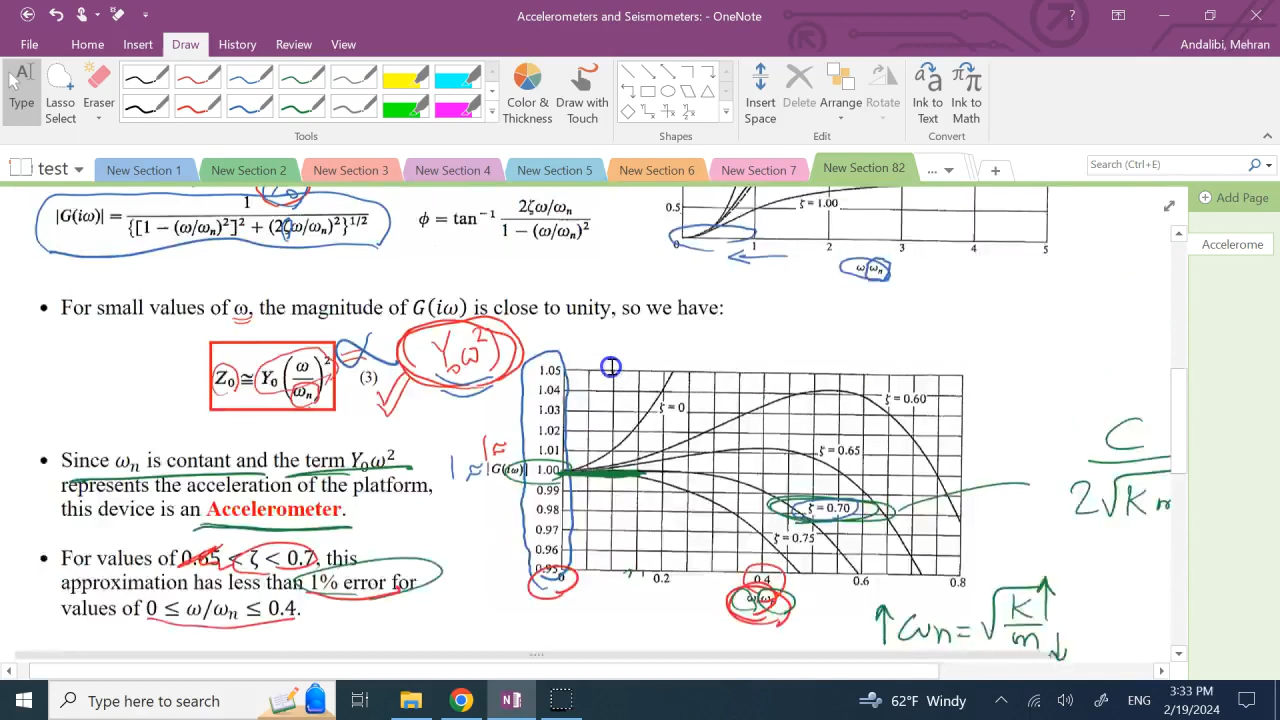 Accelerometers and Seismometers: - OneNote
Andalibi, Mehran
File Home Insert Draw History Review View
Type
Lasso Select
Eraser
Color & Thickness
Draw with Touch
Insert Space
Delete
Arrange
Rotate
Ink to Text
Ink to Math
Tools
Shapes
Edit
Convert
test
New Section 1
New Section 2
New Section 3
New Section 4
New Section 5
New Section 6
New Section 7
New Section 82
...
Search (Ctrl+E)
Add Page
Accelerome
|G(iω)| = 1 / {[1 − (ω/ωn)²]² + (2ζω/ωn)²}^1/2
ϕ = tan⁻¹ 2ζω/ωn / 1 − (ω/ωn)²
0.5
ζ = 1.00
0 1 2 3 4 5
ω/ωn
• For small values of ω, the magnitude of G(iω) is close to unity, so we have:
Z₀ ≅ Y₀ (ω/ωn)²
(3)
Y₀ω²
• Since ωn is contant and the term Y₀ω²
represents the acceleration of the platform,
this device is an Accelerometer.
• For values of 0.65 < ζ < 0.7, this
approximation has less than 1% error for
values of 0 ≤ ω/ωn ≤ 0.4.
1.05
1.04
1.03
1.02
1.01
1 ≈ |G(iω)| 1.00
1 ≈
0.99
0.98
0.97
0.96
0.95
ζ = 0
ζ = 0.60
ζ = 0.65
ζ = 0.70
ζ = 0.75
0 0.2 0.4 0.6 0.8
ω/ωn
C
2√K m
↑ ωn = √K↑/m↓
Type here to search
62°F Windy
ENG
3:33 PM
2/19/2024